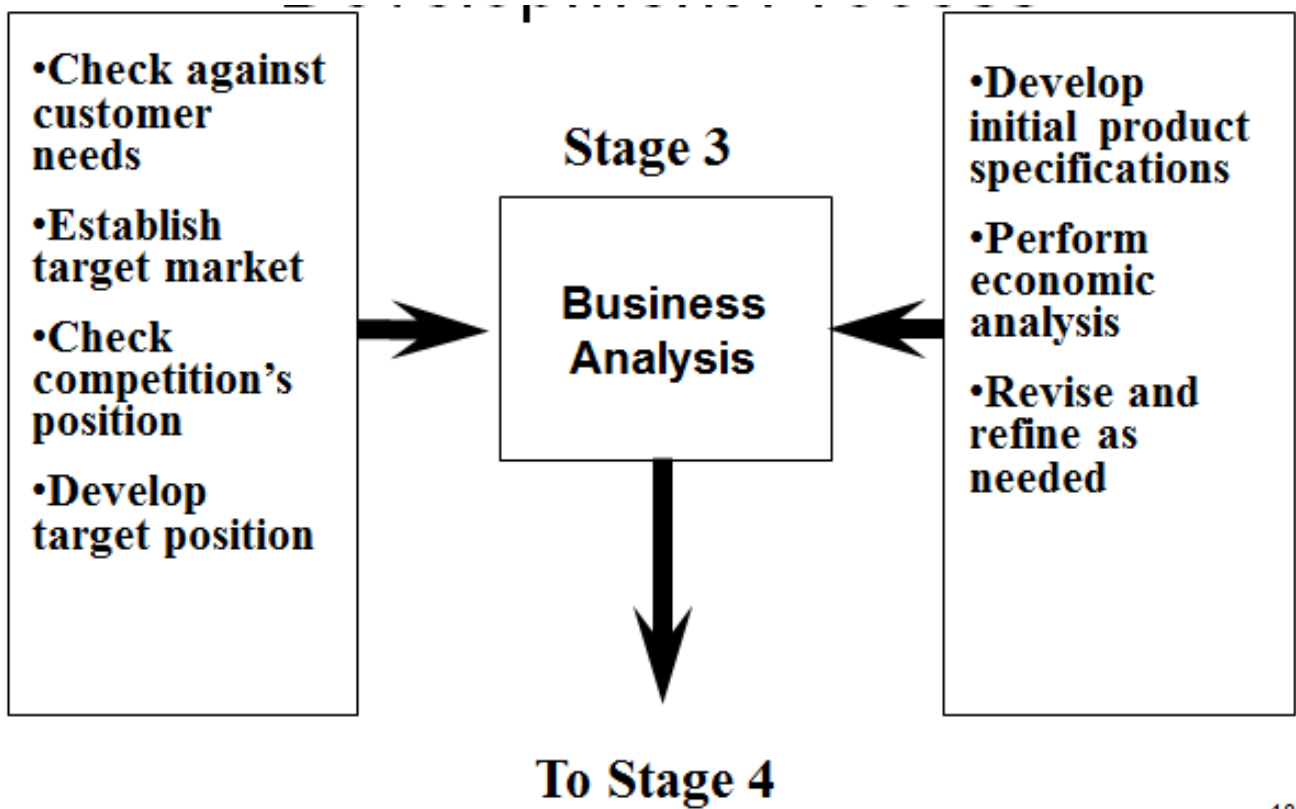 •Check against
customer
needs
•Establish
target market
•Check
competition’s
position
•Develop
target position
Stage 3
Business
Analysis
To Stage 4
•Develop
initial product
specifications
•Perform
economic
analysis
•Revise and
refine as
needed